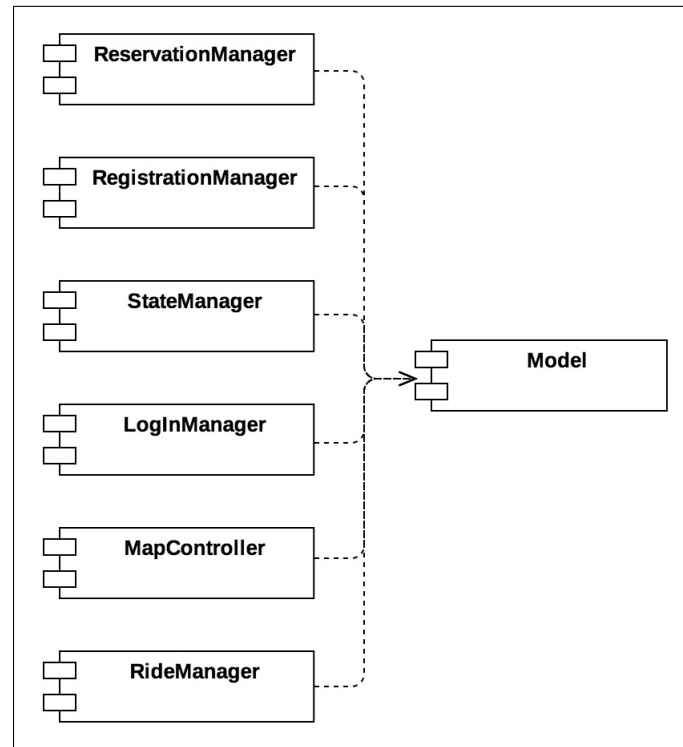 ReservationManager
RegistrationManager
StateManager
Model
LogInManager
MapController
RideManager